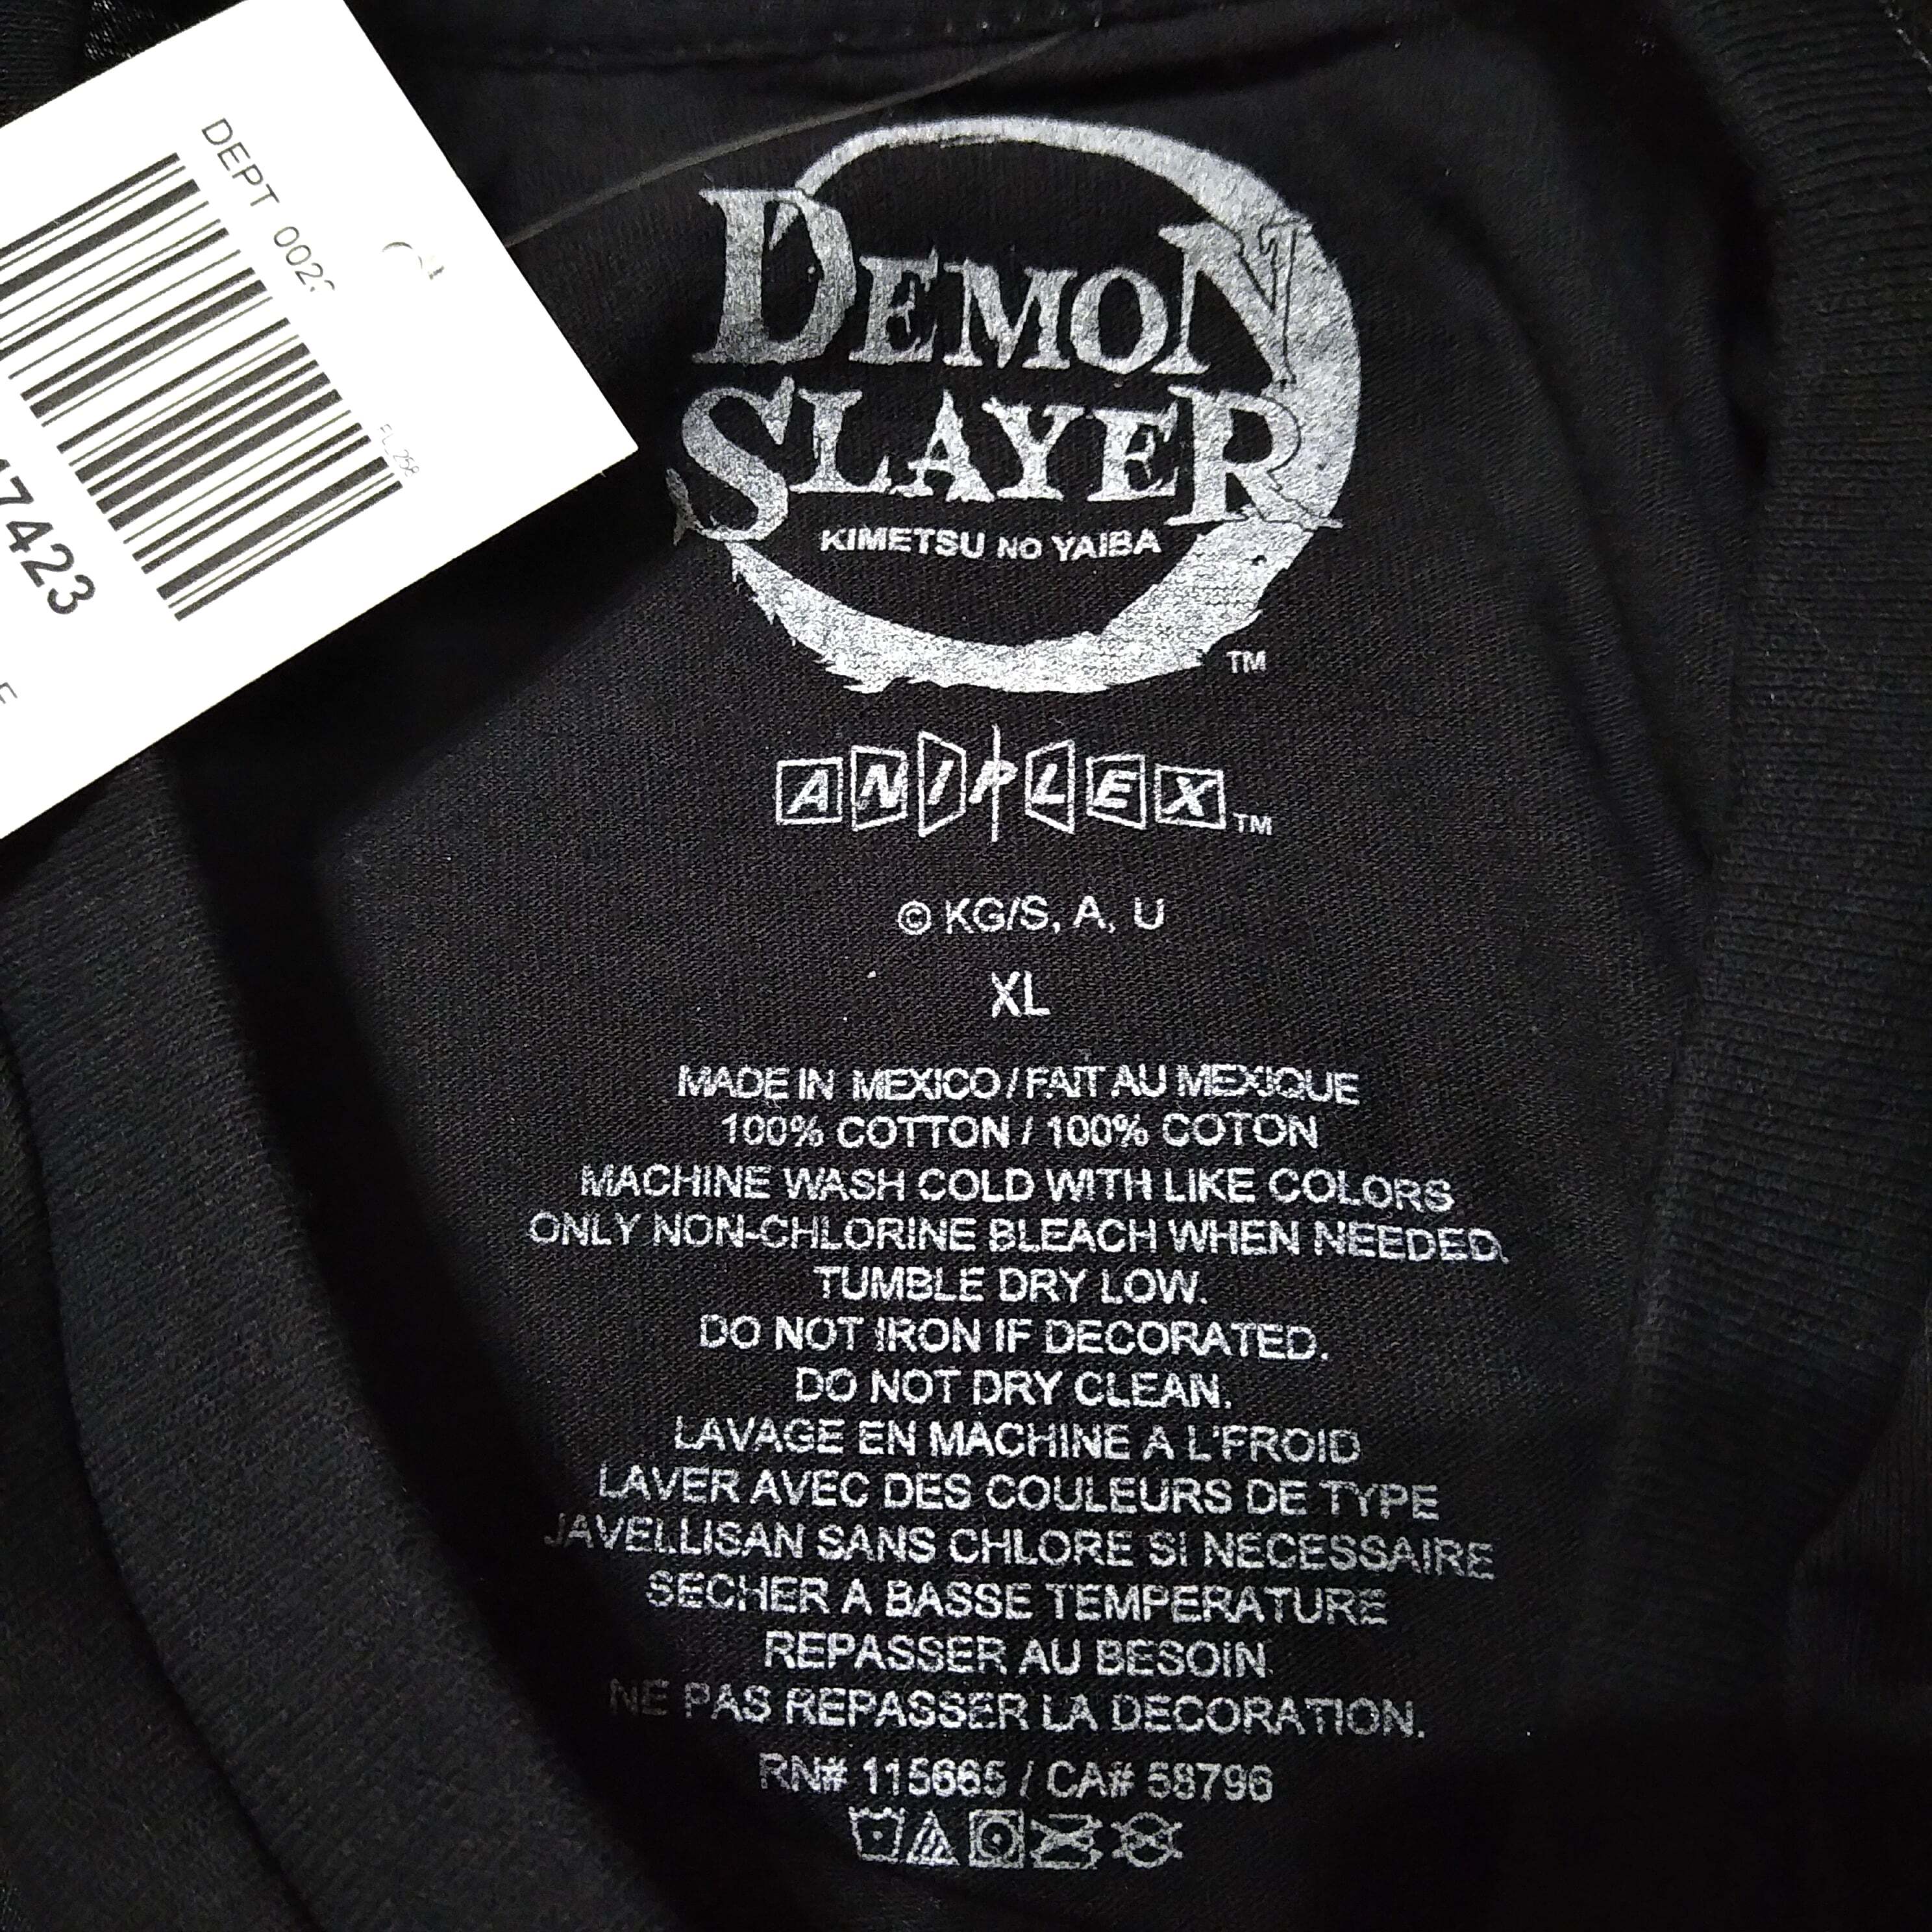 DEPT 002
PL_258
7423
DEMON
SLAYER
KIMETSU NO YAIBA
TM
ANIPLEX TM
© KG/S, A, U
XL
MADE IN MEXICO / FAIT AU MEXIQUE
100% COTTON / 100% COTON
MACHINE WASH COLD WITH LIKE COLORS
ONLY NON-CHLORINE BLEACH WHEN NEEDED,
TUMBLE DRY LOW.
DO NOT IRON IF DECORATED.
DO NOT DRY CLEAN.
LAVAGE EN MACHINE A L'FROID
LAVER AVEC DES COULEURS DE TYPE
JAVELLISAN SANS CHLORE SI NECESSAIRE
SECHER A BASSE TEMPERATURE
REPASSER AU BESOIN.
NE PAS REPASSER LA DECORATION.
RN# 115665 / CA# 58796